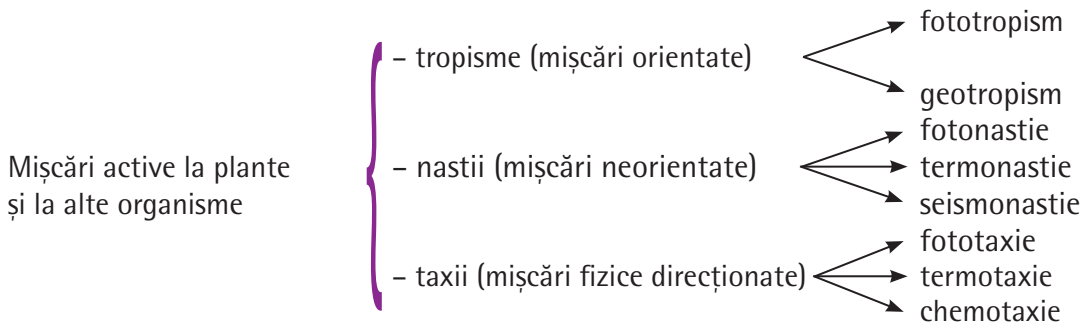 Mișcări active la plante
și la alte organisme
– tropisme (mișcări orientate)
fototropism
geotropism
– nastii (mișcări neorientate)
fotonastie
termonastie
seismonastie
– taxii (mișcări fizice direcționate)
fototaxie
termotaxie
chemotaxie